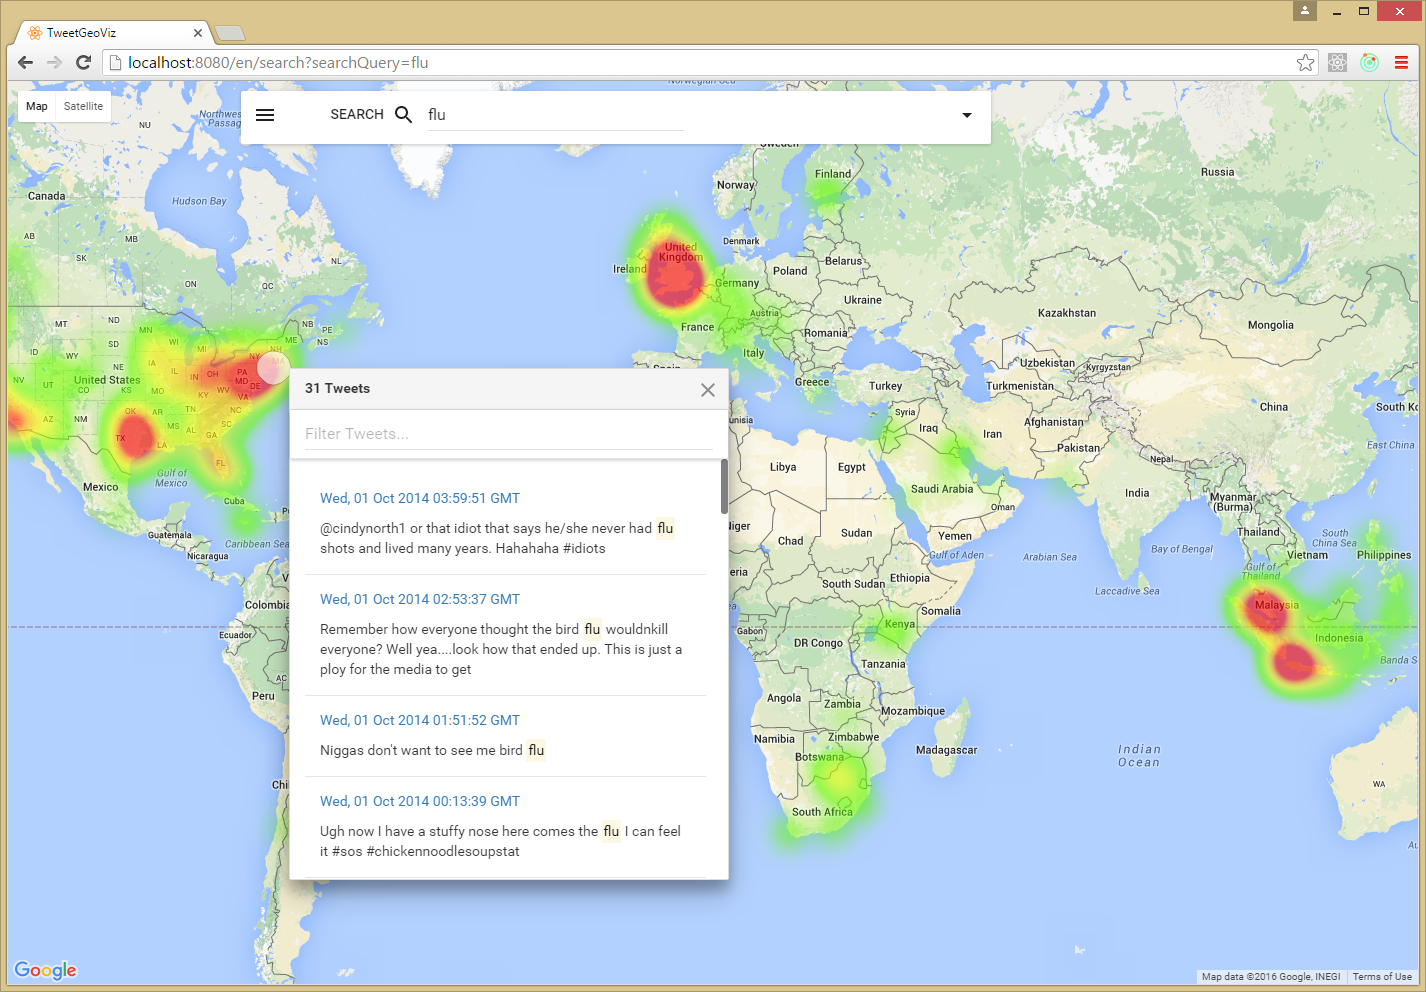 TweetGeoViz
localhost:8080/en/search?searchQuery=flu
Map Satellite
SEARCH flu
Norwegian Sea
Northwes
Passag
NU
Sweden
Finland
Russia
Norway
Canada
Hudson Bay
AB
MB
SK
NL
ON
QC
United
Kingdom
Ireland
Denmark
Belarus
Poland
Germany
Ukraine
Austria
France
Romania
Italy
Spain
Greece
Turkey
Kazakhstan
Mongolia
Uzbekistan
Kyrgyzstan
Turkmenistan
China
South Ko
Syria
Iraq
Iran
Afghanistan
Pakistan
East China
Nepal
India
Myanmar
(Burma)
Thailand
Vietnam
South
China Sea
Philippines
Gulf of
Thailand
Bay of Bengal
Arabian Sea
Laccadive Sea
Malaysia
Indonesia
Banda S
MT
ND
MN
NB
PE
NS
ME
NH
MA
ID
WY
SD
WI
MI
NY
IA
NE
IL
IN
OH
PA
MD
DE
NV
UT
CO
KS
MO
KY
WV
VA
United States
AZ
NM
OK
AR
TN
NC
SC
MS
AL
GA
TX
LA
FL
Gulf of
Mexico
Mexico
Cuba
Caribbean Sea
Guatemala
Nicaragua
V
Colombia
Ecuador
AC
Peru
Chi
unisia
Libya
Egypt
Saudi Arabia
Oman
Yemen
Gulf of Aden
Niger
Chad
Sudan
eria
South Sudan
Ethiopia
Somalia
Kenya
Gabon
DR Congo
Tanzania
Angola
Zambia
Mozambique
Namibia
Zimbabwe
Botswana
Madagascar
South Africa
Indian
Ocean
WA
31 Tweets
Filter Tweets...
Wed, 01 Oct 2014 03:59:51 GMT
@cindynorth1 or that idiot that says he/she never had flu
shots and lived many years. Hahahaha #idiots
Wed, 01 Oct 2014 02:53:37 GMT
Remember how everyone thought the bird flu wouldnkill
everyone? Well yea....look how that ended up. This is just a
ploy for the media to get
Wed, 01 Oct 2014 01:51:52 GMT
Niggas don't want to see me bird flu
Wed, 01 Oct 2014 00:13:39 GMT
Ugh now I have a stuffy nose here comes the flu I can feel
it #sos #chickennoodlesoupstat
Google
Map data ©2016 Google, INEGI Terms of Use